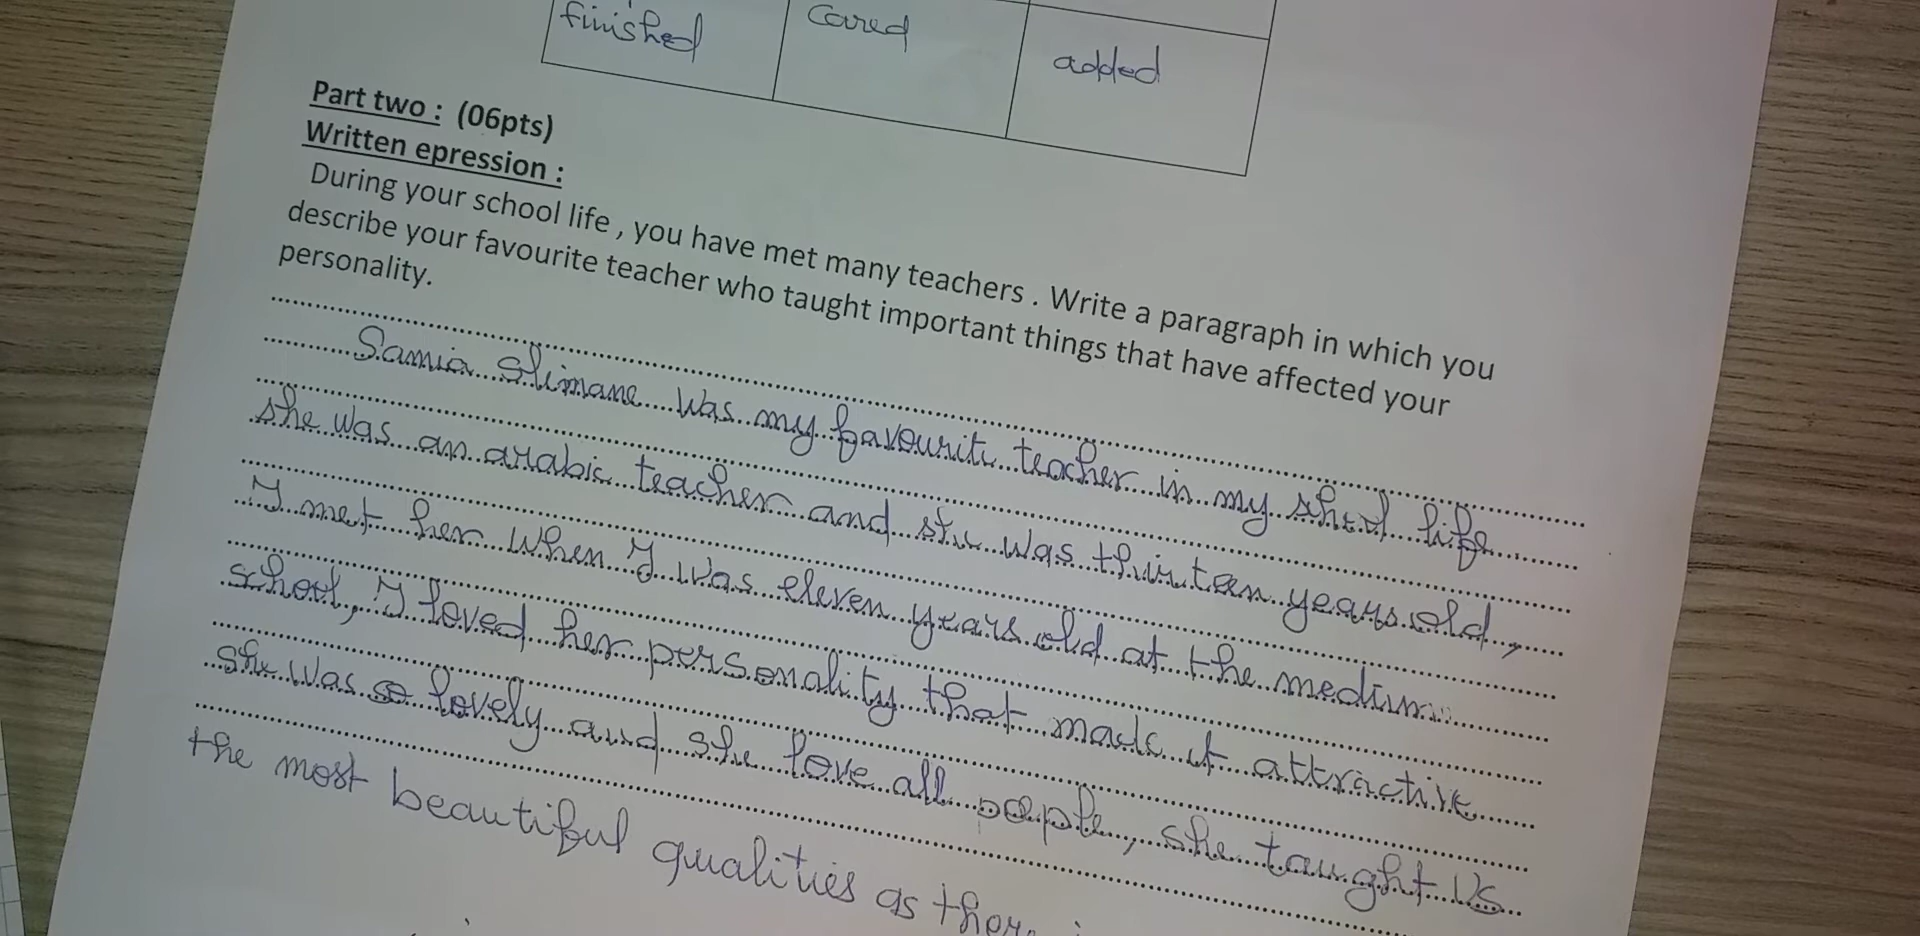 finished cared added
Part two : (06pts)
Written epression :
During your school life , you have met many teachers . Write a paragraph in which you
describe your favourite teacher who taught important things that have affected your
personality.
Samia Slimane was my favourite teacher in my shool life
she was an arabic teacher and she was thirteen years old,
I met her when I was eleven years old at the medium
school, I loved her personality that made it attractive
she was so lovely and she love all people, she taught us
the most beautiful qualities as